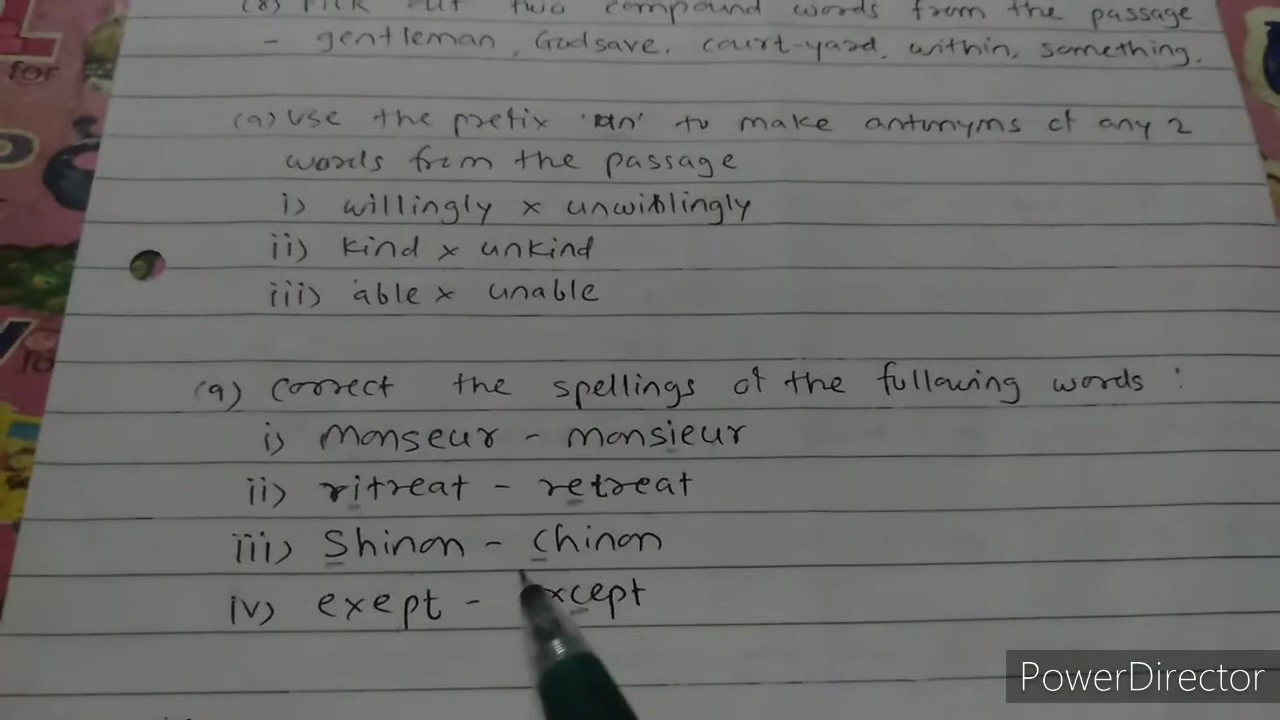 (8) Pick out two compound words from the passage
- gentleman, Godsave, court-yard, within, something.
(9) Use the prefix 'un' to make antonyms of any 2
words from the passage
i) willingly x unwillingly
ii) kind x unkind
iii) able x unable
(9) Correct the spellings of the following words :
i) monseur - monsieur
ii) ritreat - retreat
iii) Shinon - Chinon
iv) exept - except
for
To
PowerDirector